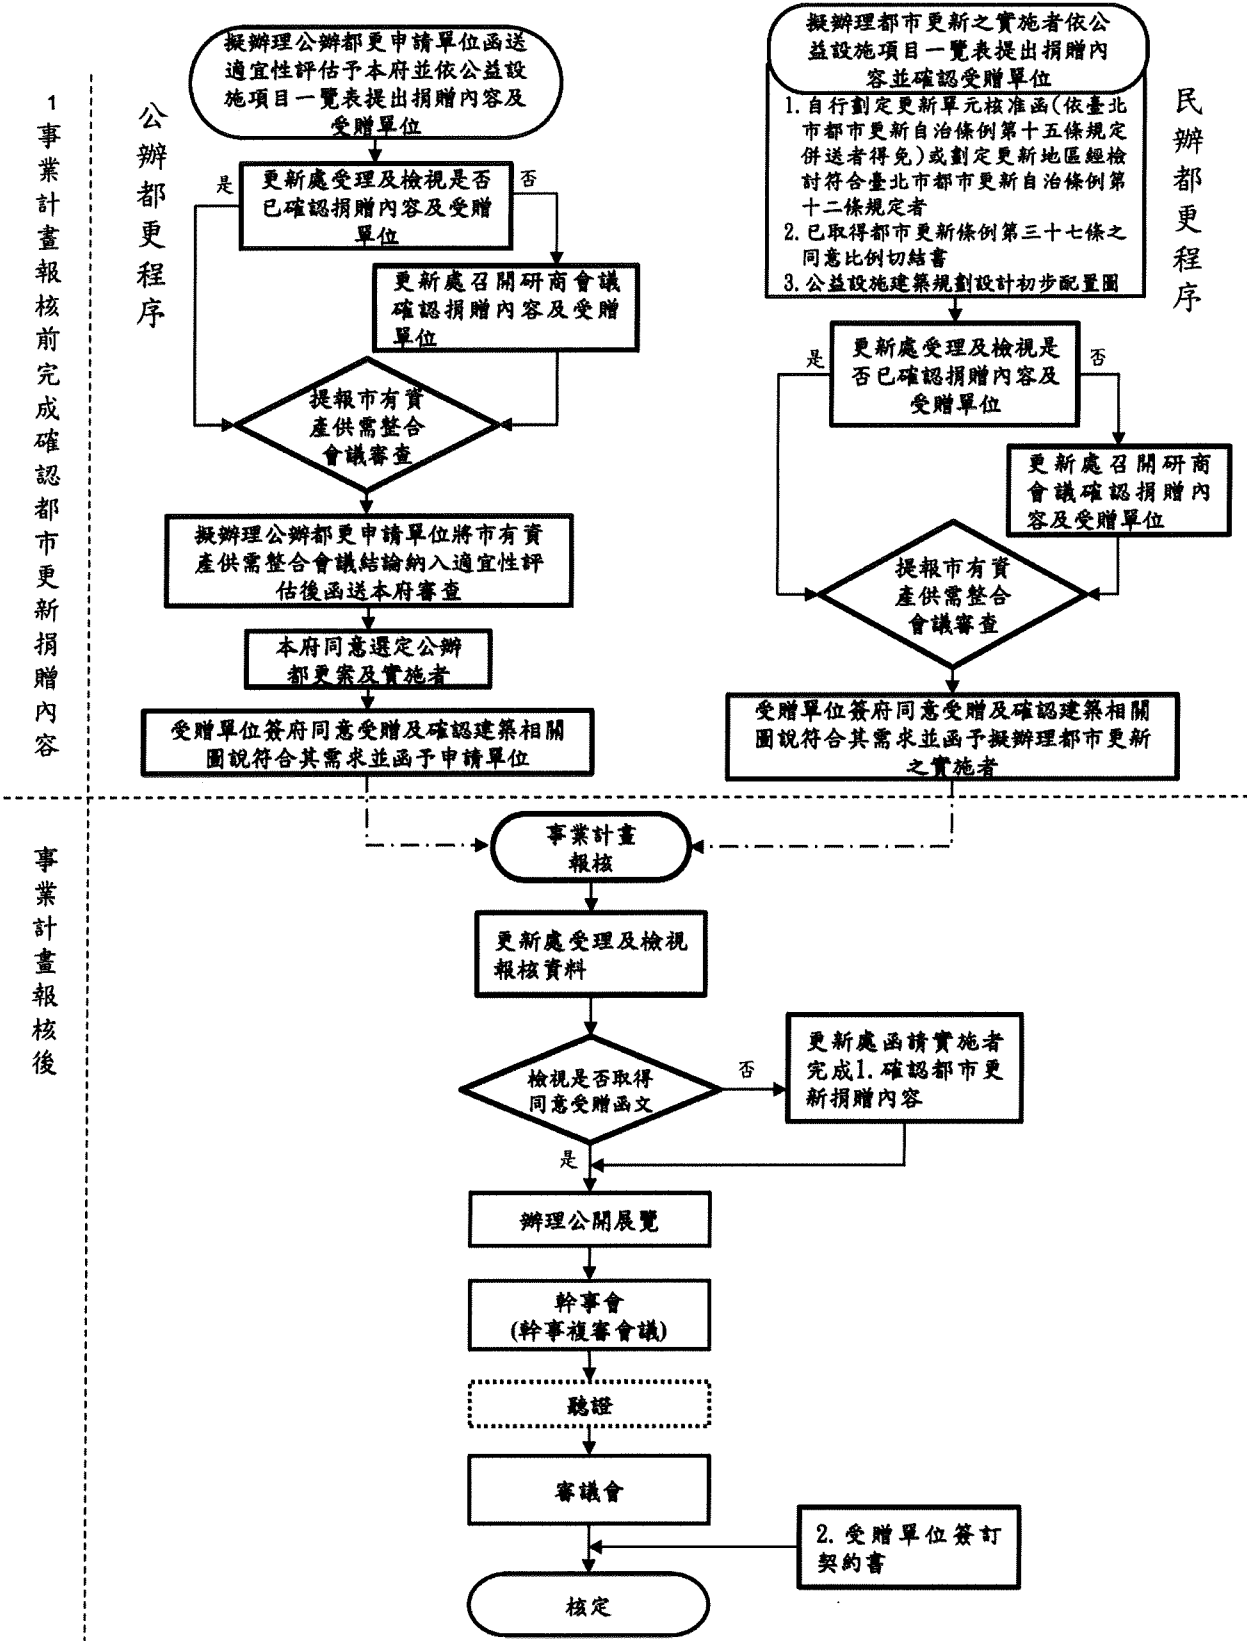 1
事業計畫報核前完成確認都市更新捐贈內容
公辦都更程序
擬辦理公辦都更申請單位函送
適宜性評估予本府並依公益設
施項目一覽表提出捐贈內容及
受贈單位
是
更新處受理及檢視是否
已確認捐贈內容及受贈
單位
否
更新處召開研商會議
確認捐贈內容及受贈
單位
提報市有資
產供需整合
會議審查
擬辦理公辦都更申請單位將市有資
產供需整合會議結論納入適宜性評
估後函送本府審查
本府同意選定公辦
都更案及實施者
受贈單位簽府同意受贈及確認建築相關
圖說符合其需求並函予申請單位
民辦都更程序
擬辦理都市更新之實施者依公
益設施項目一覽表提出捐贈內
容並確認受贈單位
1.自行劃定更新單元核准函(依臺北
市都市更新自治條例第十五條規定
併送者得免)或劃定更新地區經檢
討符合臺北市都市更新自治條例第
十二條規定者
2.已取得都市更新條例第三十七條之
同意比例切結書
3.公益設施建築規劃設計初步配置圖
是
更新處受理及檢視是
否已確認捐贈內容及
受贈單位
否
更新處召開研商
會議確認捐贈內
容及受贈單位
提報市有資
產供需整合
會議審查
受贈單位簽府同意受贈及確認建築相關
圖說符合其需求並函予擬辦理都市更新
之實施者
事業計畫報核後
事業計畫
報核
更新處受理及檢視
報核資料
檢視是否取得
同意受贈函文
否
更新處函請實施者
完成1.確認都市更
新捐贈內容
是
辦理公開展覽
幹事會
(幹事複審會議)
聽證
審議會
2.受贈單位簽訂
契約書
核定